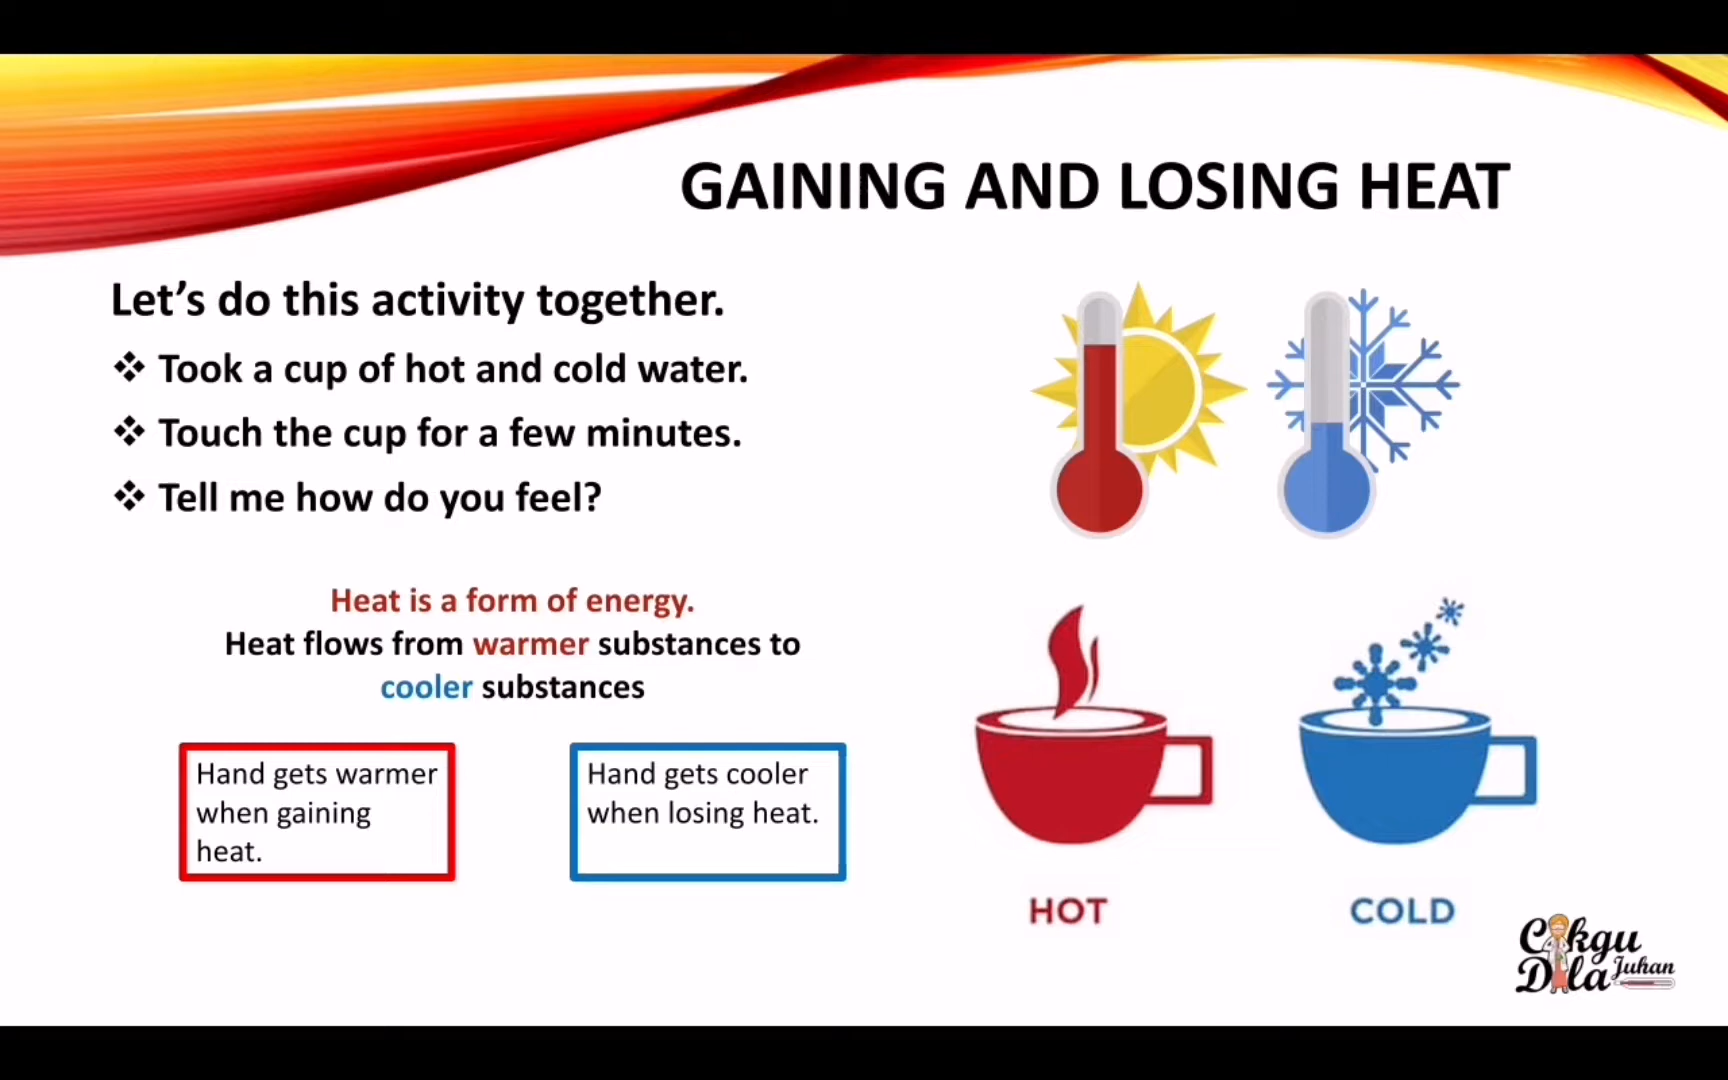 GAINING AND LOSING HEAT
Let’s do this activity together.
❖ Took a cup of hot and cold water.
❖ Touch the cup for a few minutes.
❖ Tell me how do you feel?
Heat is a form of energy.
Heat flows from warmer substances to
cooler substances
Hand gets warmer
when gaining
heat.
Hand gets cooler
when losing heat.
HOT
COLD
Cikgu
Dila Juhan